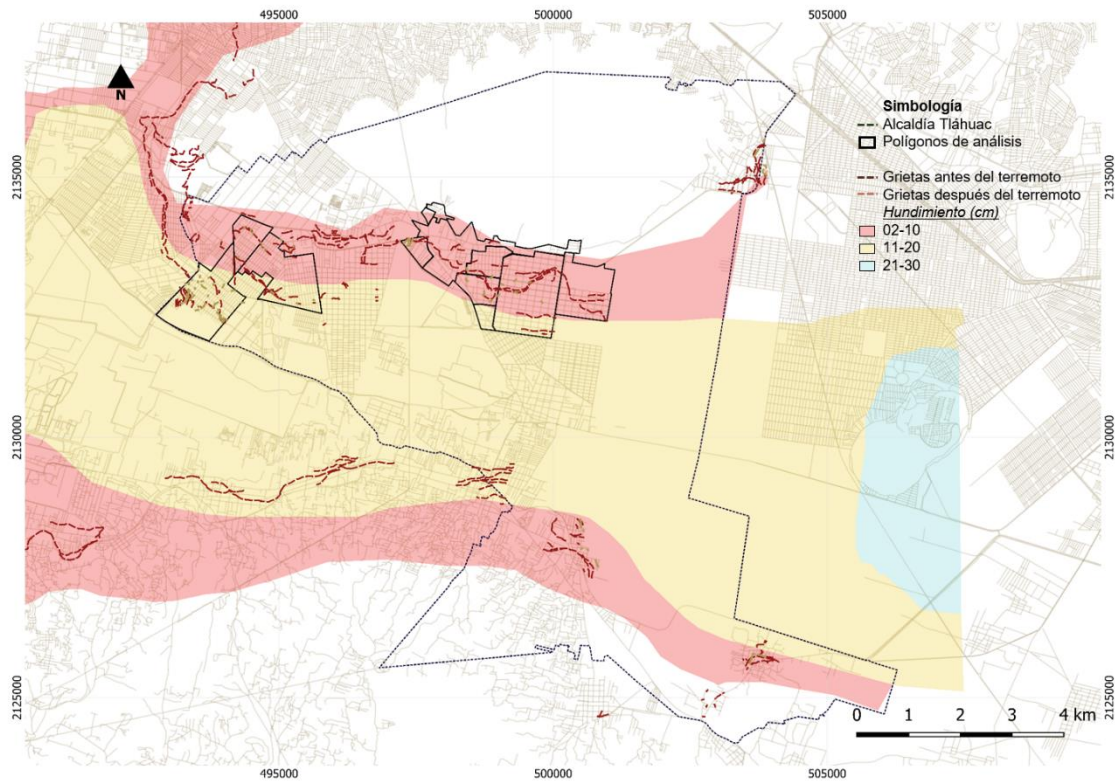 495000
500000
505000
N
Simbología
Alcaldía Tláhuac
Polígonos de análisis
Grietas antes del terremoto
Grietas después del terremoto
Hundimiento (cm)
02-10
11-20
21-30
2135000
2135000
2130000
2130000
2125000
2125000
0 1 2 3 4 km
495000
500000
505000